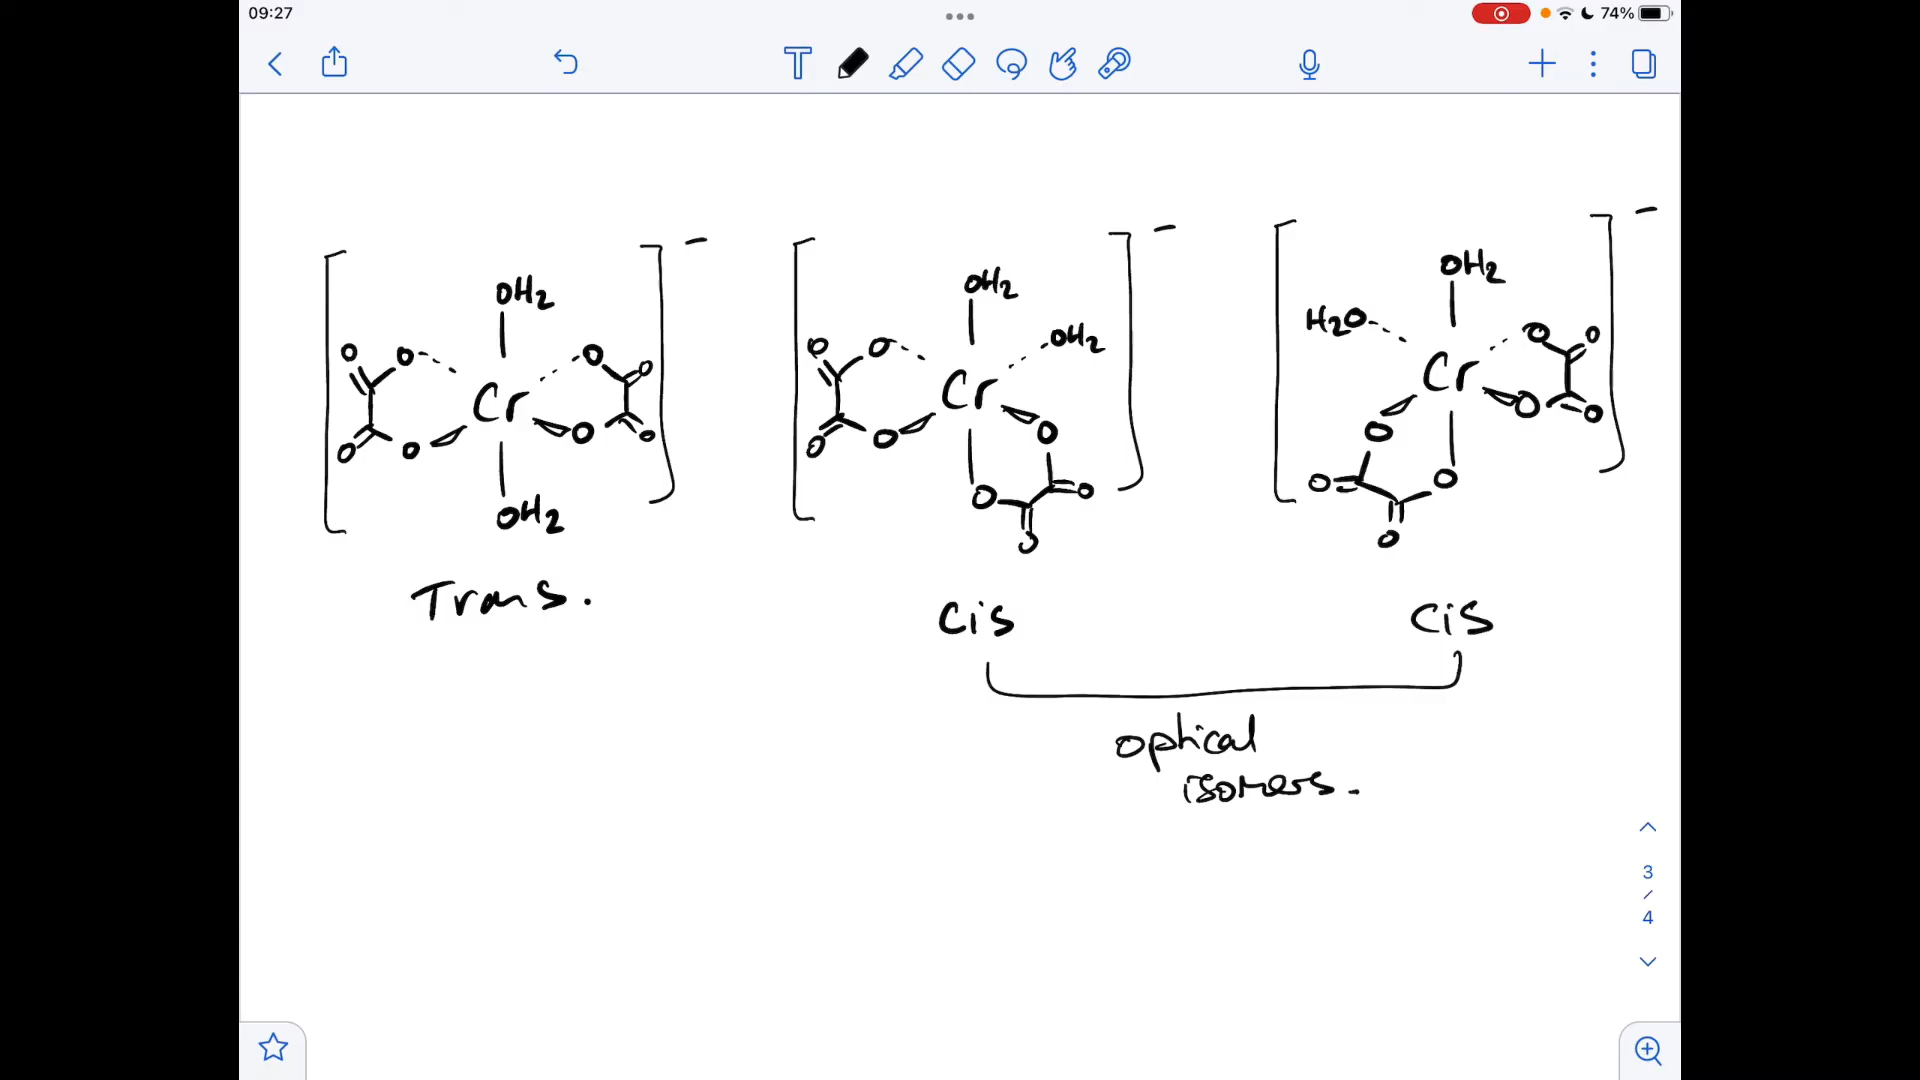 09:27
74%
T
OH₂
O O O O
Cr
O O O O
OH₂
Trans.
OH₂
O O OH₂
Cr
O O O
O O
O
Cis
OH₂
H₂O O O
Cr
O O O
O O
O
Cis
optical
isomers.
3
/
4